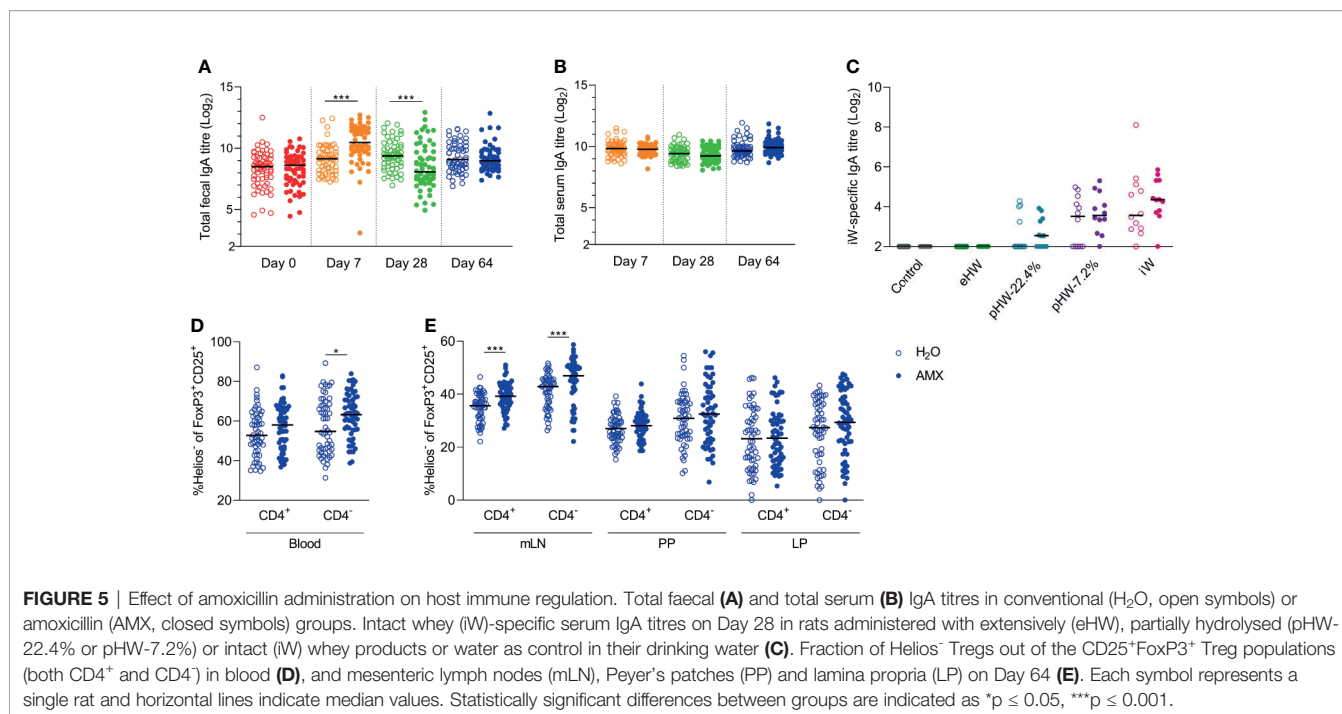 A
Total fecal IgA titre (Log2)
15
10
5
2
***
***
Day 0
Day 7
Day 28
Day 64
B
Total serum IgA titre (Log2)
15
10
5
2
Day 7
Day 28
Day 64
C
iW-specific IgA titre (Log2)
10
8
6
4
2
Control
eHW
pHW-22.4%
pHW-7.2%
iW
H2O
AMX
D
%Helios- of FoxP3+CD25+
100
80
60
40
20
*
CD4+
CD4-
Blood
E
%Helios- of FoxP3+CD25+
60
40
20
0
***
***
CD4+
CD4-
CD4+
CD4-
CD4+
CD4-
mLN
PP
LP
FIGURE 5 | Effect of amoxicillin administration on host immune regulation. Total faecal (A) and total serum (B) IgA titres in conventional (H2O, open symbols) or
amoxicillin (AMX, closed symbols) groups. Intact whey (iW)-specific serum IgA titres on Day 28 in rats administered with extensively (eHW), partially hydrolysed (pHW-
22.4% or pHW-7.2%) or intact (iW) whey products or water as control in their drinking water (C). Fraction of Helios- Tregs out of the CD25+FoxP3+ Treg populations
(both CD4+ and CD4-) in blood (D), and mesenteric lymph nodes (mLN), Peyer's patches (PP) and lamina propria (LP) on Day 64 (E). Each symbol represents a
single rat and horizontal lines indicate median values. Statistically significant differences between groups are indicated as *p ≤ 0.05, ***p ≤ 0.001.